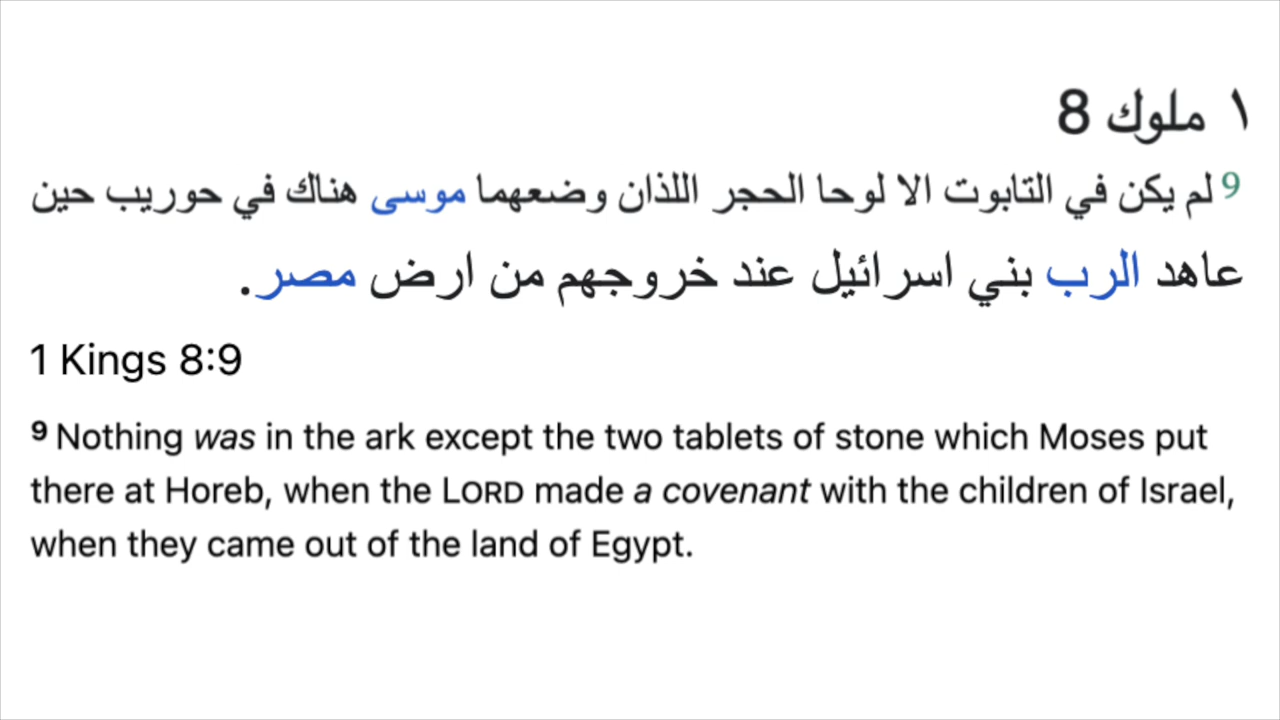 ١ ملوك 8
9 لم يكن في التابوت الا لوحا الحجر اللذان وضعهما موسى هناك في حوريب حين
عاهد الرب بني اسرائيل عند خروجهم من ارض مصر.
1 Kings 8:9
9 Nothing was in the ark except the two tablets of stone which Moses put
there at Horeb, when the LORD made a covenant with the children of Israel,
when they came out of the land of Egypt.